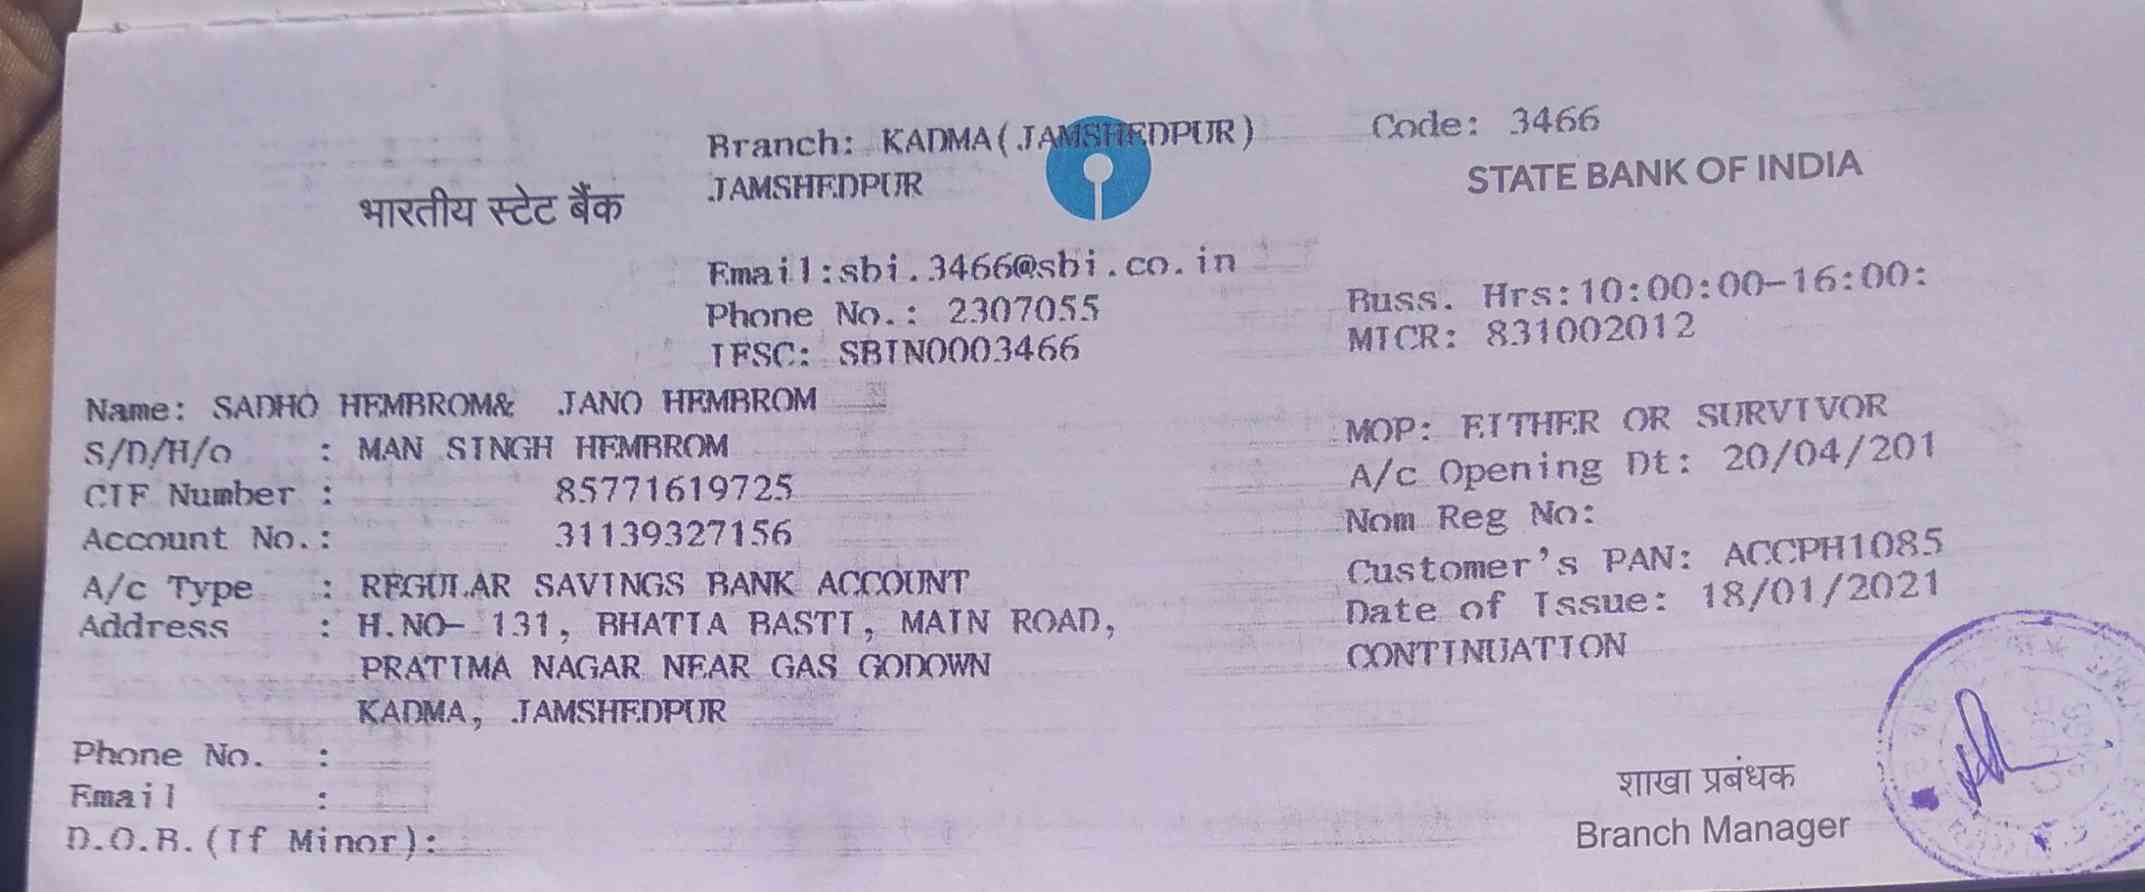 Branch: KADMA(JAMSHEDPUR) Code: 3466
JAMSHEDPUR
भारतीय स्टेट बैंक
STATE BANK OF INDIA
Email:sbi.3466@sbi.co.in
Phone No.: 2307055
Buss. Hrs:10:00:00-16:00:
IFSC: SBIN0003466
MICR: 831002012
Name: SADHO HEMBROM& JANO HEMBROM
MOP: EITHER OR SURVIVOR
S/D/H/o : MAN SINGH HEMBROM
A/c Opening Dt: 20/04/201
CIF Number : 85771619725
Nom Reg No:
Account No.: 31139327156
Customer's PAN: ACCPH1085
A/c Type : REGULAR SAVINGS BANK ACCOUNT
Date of Issue: 18/01/2021
Address : H.NO- 131, BHATIA BASTI, MAIN ROAD,
CONTINUATION
PRATIMA NAGAR NEAR GAS GODOWN
KADMA, JAMSHEDPUR
Phone No. :
Email :
D.O.B.(If Minor):
शाखा प्रबंधक
Branch Manager